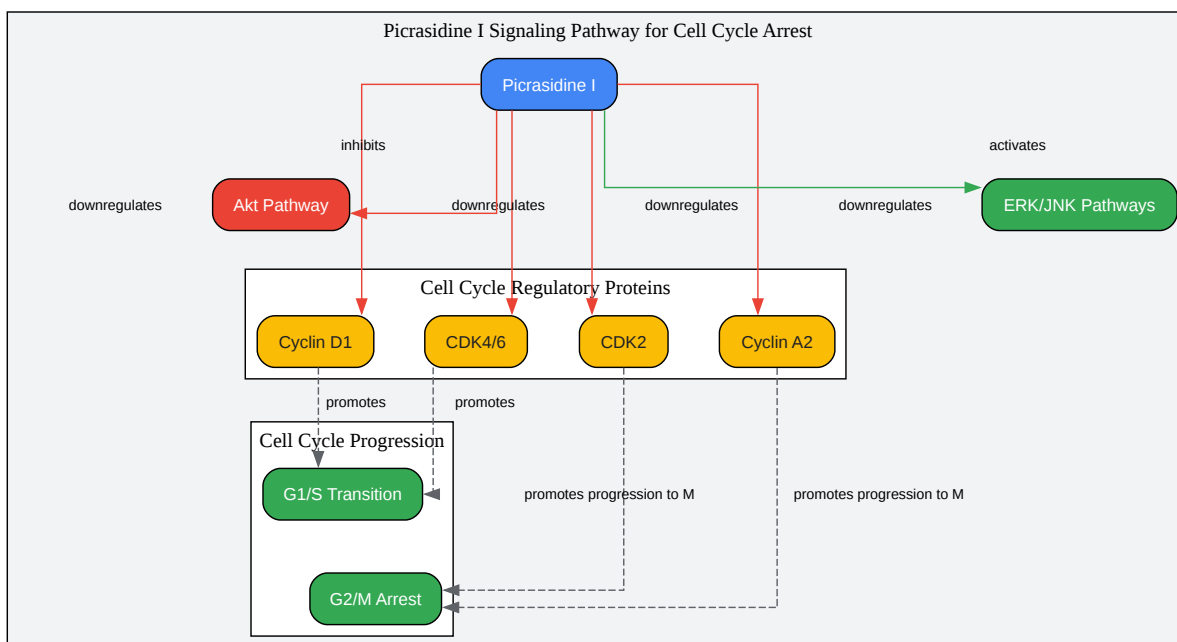 Picrasidine I Signaling Pathway for Cell Cycle Arrest
Picrasidine I
inhibits
activates
Akt Pathway
ERK/JNK Pathways
downregulates
downregulates
downregulates
downregulates
Cell Cycle Regulatory Proteins
Cyclin D1
CDK4/6
CDK2
Cyclin A2
promotes
promotes
Cell Cycle Progression
G1/S Transition
promotes progression to M
promotes progression to M
G2/M Arrest